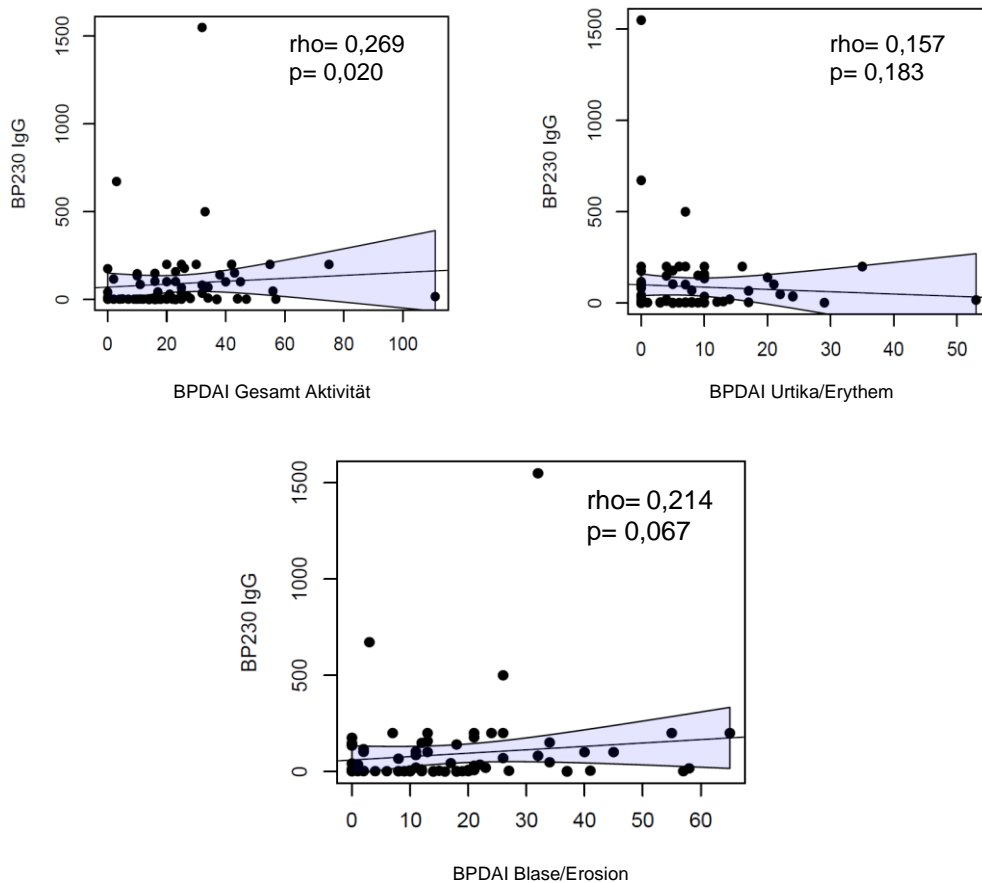 rho= 0,269
p= 0,020
BP230 IgG
0
500
1000
1500
0 20 40 60 80 100
BPDAI Gesamt Aktivität
rho= 0,157
p= 0,183
BP230 IgG
0
500
1000
1500
0 10 20 30 40 50
BPDAI Urtika/Erythem
rho= 0,214
p= 0,067
BP230 IgG
0
500
1000
1500
0 10 20 30 40 50 60
BPDAI Blase/Erosion